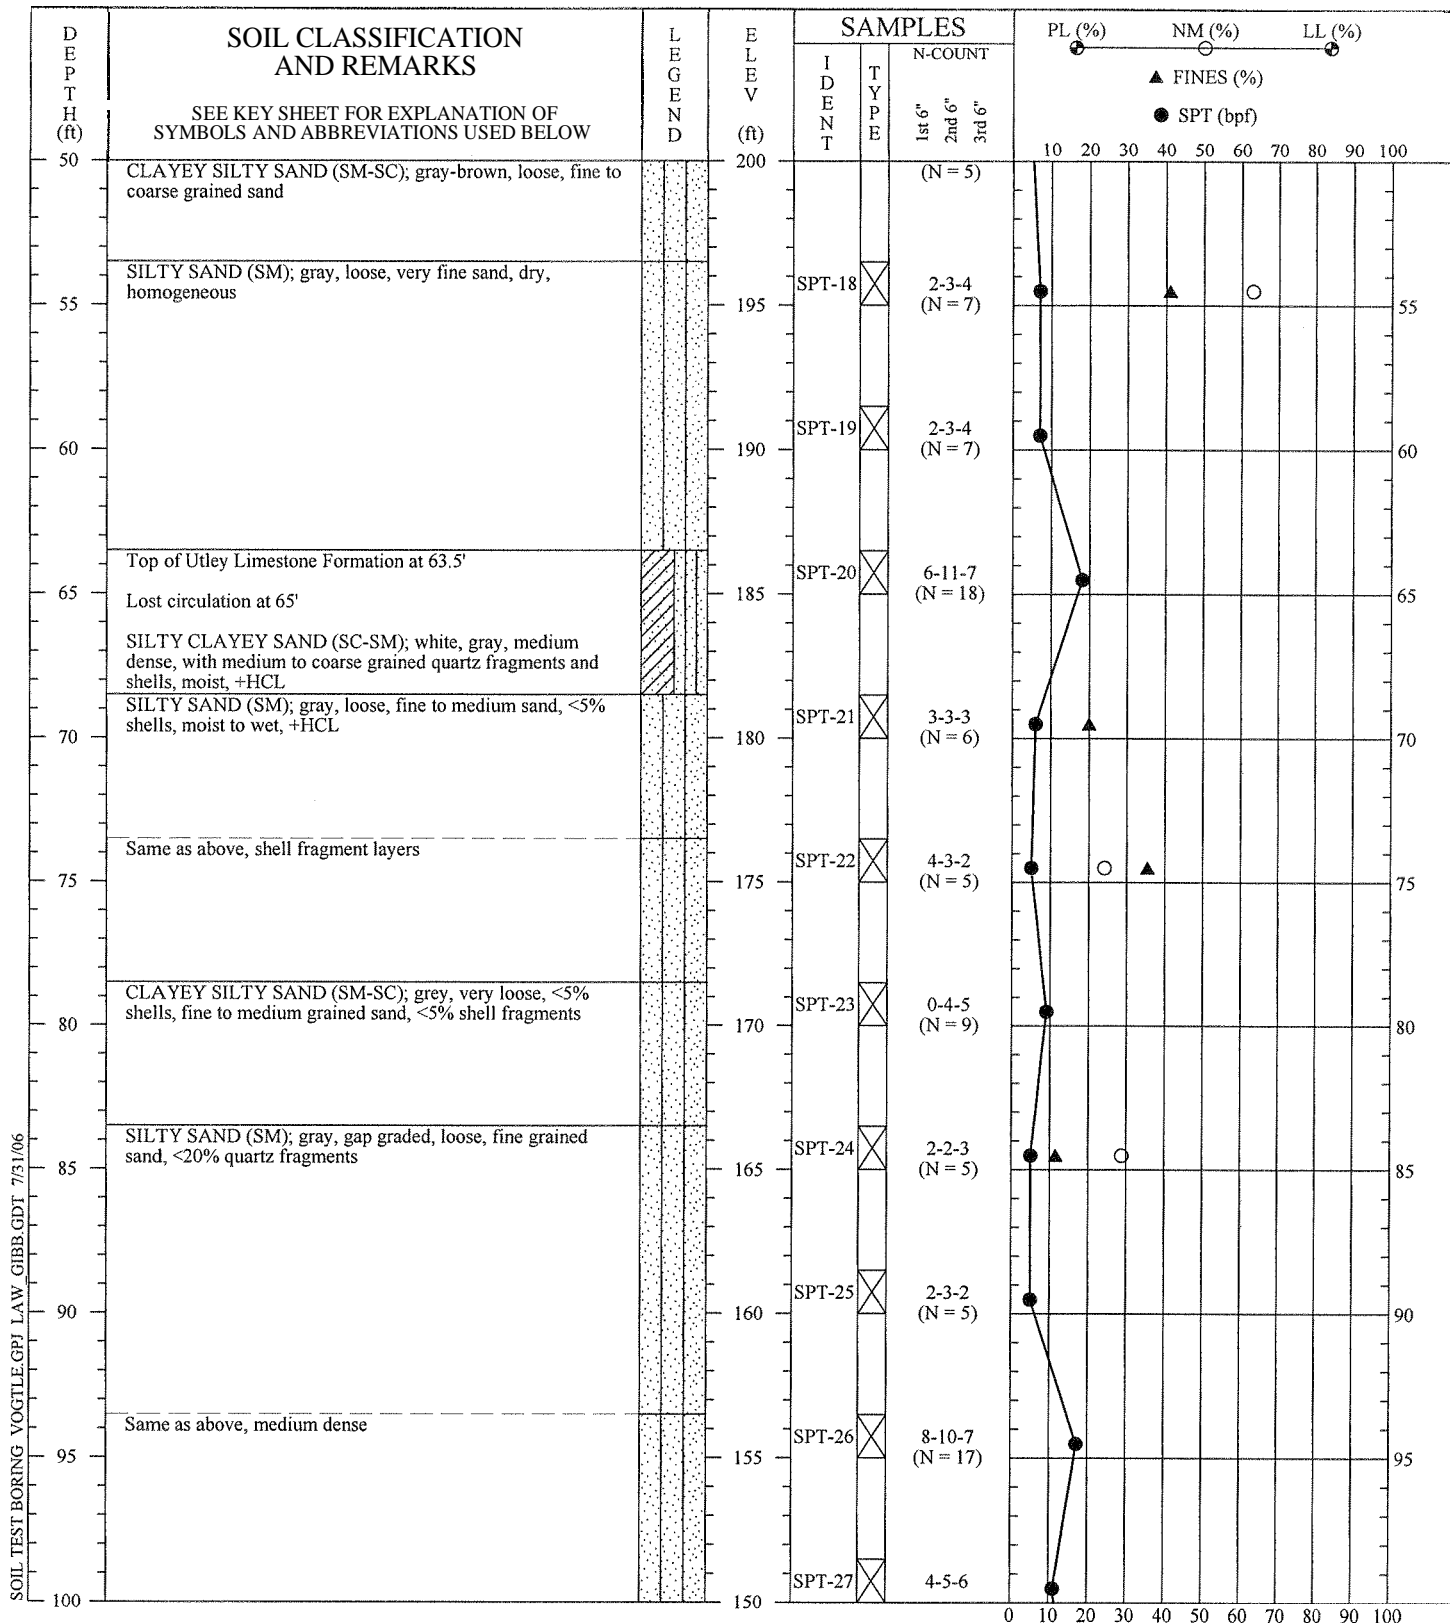 DEPTH (ft)
SOIL CLASSIFICATION
AND REMARKS
SEE KEY SHEET FOR EXPLANATION OF
SYMBOLS AND ABBREVIATIONS USED BELOW
LEGEND
ELEV (ft)
SAMPLES
IDENT
TYPE
N-COUNT
1st 6"
2nd 6"
3rd 6"
PL (%) NM (%) LL (%)
▲ FINES (%)
● SPT (bpf)
10 20 30 40 50 60 70 80 90 100
50
CLAYEY SILTY SAND (SM-SC); gray-brown, loose, fine to
coarse grained sand
200
(N = 5)
SILTY SAND (SM); gray, loose, very fine sand, dry,
homogeneous
SPT-18
2-3-4
(N = 7)
55
195
55
SPT-19
2-3-4
(N = 7)
60
190
60
Top of Utley Limestone Formation at 63.5'
Lost circulation at 65'
SILTY CLAYEY SAND (SC-SM); white, gray, medium
dense, with medium to coarse grained quartz fragments and
shells, moist, +HCL
SPT-20
6-11-7
(N = 18)
65
185
65
SILTY SAND (SM); gray, loose, fine to medium sand, <5%
shells, moist to wet, +HCL
SPT-21
3-3-3
(N = 6)
70
180
70
Same as above, shell fragment layers
SPT-22
4-3-2
(N = 5)
75
175
75
CLAYEY SILTY SAND (SM-SC); grey, very loose, <5%
shells, fine to medium grained sand, <5% shell fragments
SPT-23
0-4-5
(N = 9)
80
170
80
SILTY SAND (SM); gray, gap graded, loose, fine grained
sand, <20% quartz fragments
SPT-24
2-2-3
(N = 5)
85
165
85
SPT-25
2-3-2
(N = 5)
90
160
90
Same as above, medium dense
SPT-26
8-10-7
(N = 17)
95
155
95
SPT-27
4-5-6
100
150
0 10 20 30 40 50 60 70 80 90 100
SOIL TEST BORING VOGTLE.GPJ LAW_GIBB.GDT 7/31/06